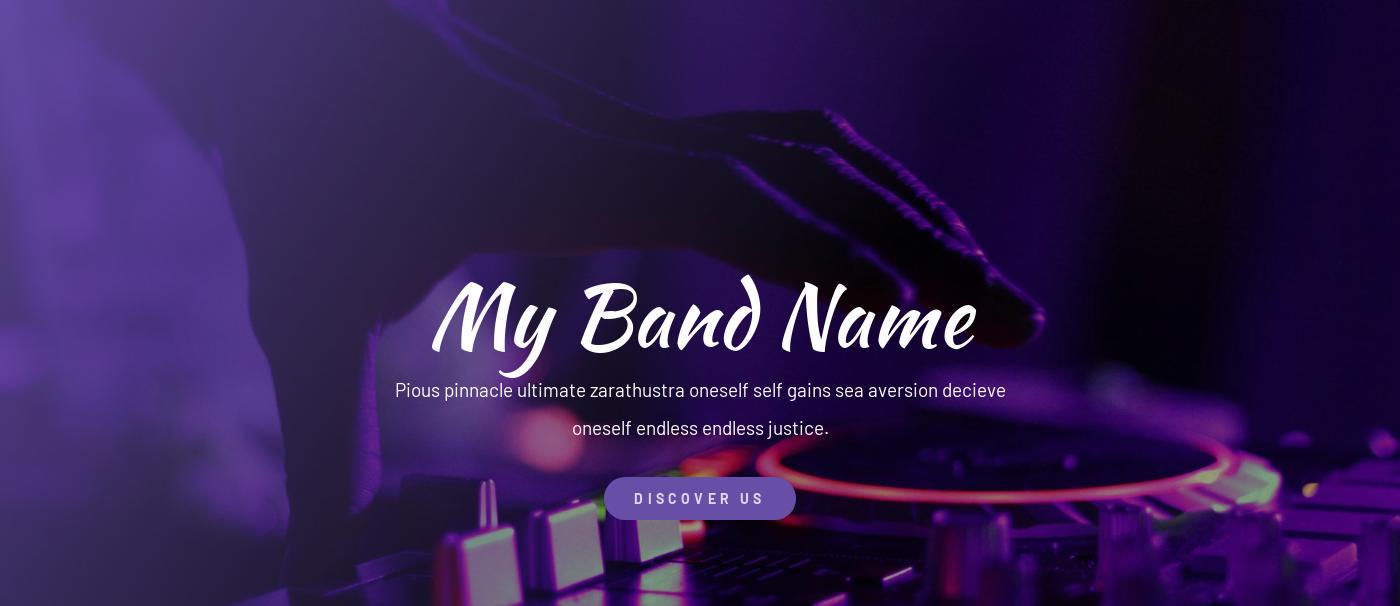 My Band Name
Pious pinnacle ultimate zarathustra oneself self gains sea aversion decieve
oneself endless endless justice.
DISCOVER US